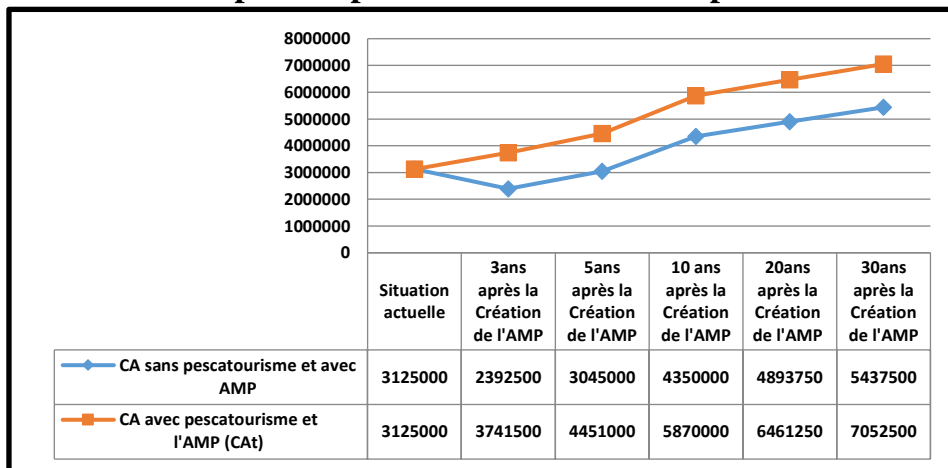 8000000
7000000
6000000
5000000
4000000
3000000
2000000
1000000
0
Situation
actuelle
3ans
après la
Création
de l'AMP
5ans
après la
Création
de l'AMP
10 ans
après la
Création
de l'AMP
20ans
après la
Création
de l'AMP
30ans
après la
Création
de l'AMP
CA sans pescatourisme et avec
AMP
3125000 2392500 3045000 4350000 4893750 5437500
CA avec pescatourisme et
l'AMP (CAt)
3125000 3741500 4451000 5870000 6461250 7052500